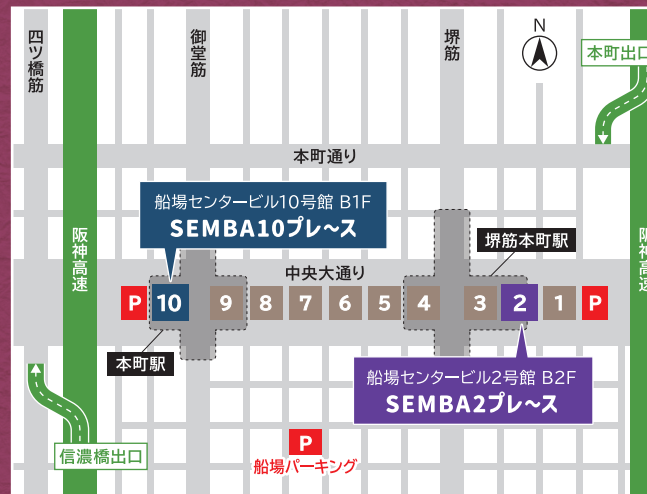 四ツ橋筋
御堂筋
堺筋
N
本町出口
本町通り
船場センタービル10号館 B1F
SEMBA10プレ〜ス
阪神高速
堺筋本町駅
阪神高速
中央大通り
P
10
9
8
7
6
5
4
3
2
1
P
本町駅
船場センタービル2号館 B2F
SEMBA2プレ〜ス
P
船場パーキング
信濃橋出口